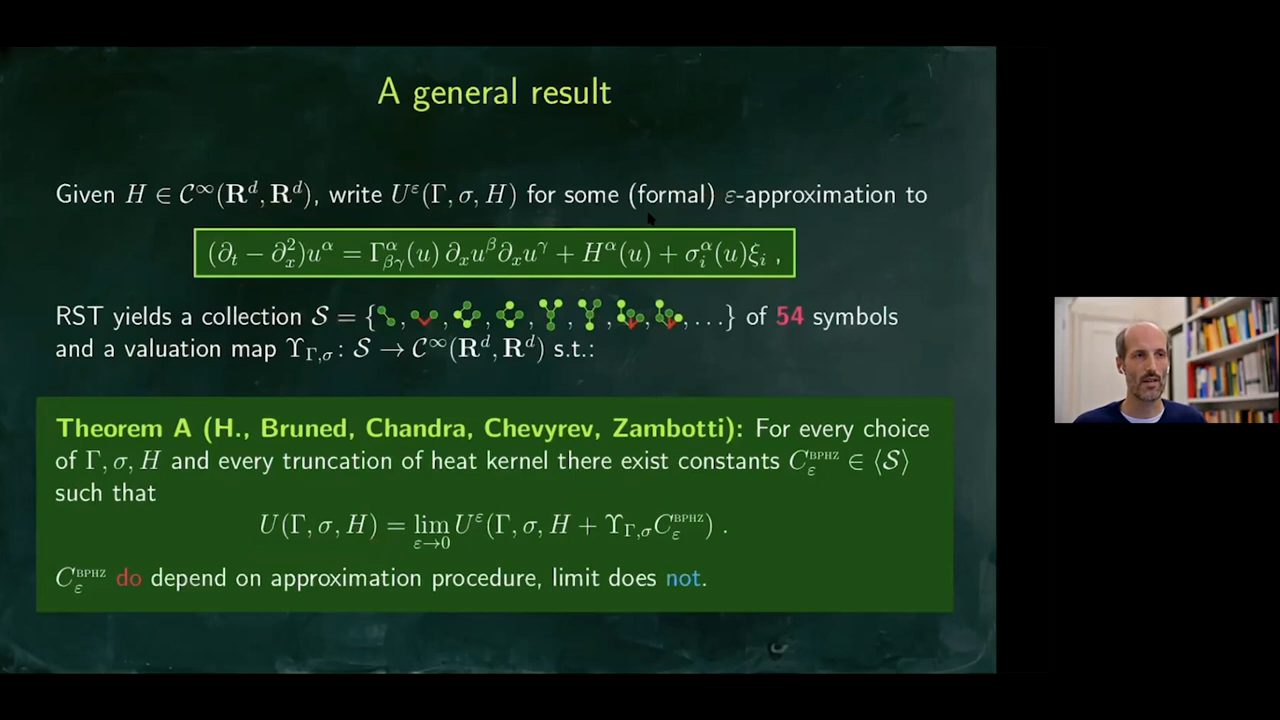 A general result
Given H ∈ 𝒞^∞(R^d, R^d), write U^ε(Γ, σ, H) for some (formal) ε-approximation to
(∂_t − ∂_x^2)u^α = Γ^α_{βγ}(u) ∂_x u^β ∂_x u^γ + H^α(u) + σ_i^α(u)ξ_i ,
RST yields a collection 𝒮 = { , , , , , , , , ...} of 54 symbols
and a valuation map Υ_{Γ,σ}: 𝒮 → 𝒞^∞(R^d, R^d) s.t.:
Theorem A (H., Bruned, Chandra, Chevyrev, Zambotti): For every choice
of Γ, σ, H and every truncation of heat kernel there exist constants C_ε^{BPHZ} ∈ ⟨𝒮⟩
such that
U(Γ, σ, H) = lim_{ε→0} U^ε(Γ, σ, H + Υ_{Γ,σ}C_ε^{BPHZ}) .
C_ε^{BPHZ} do depend on approximation procedure, limit does not.